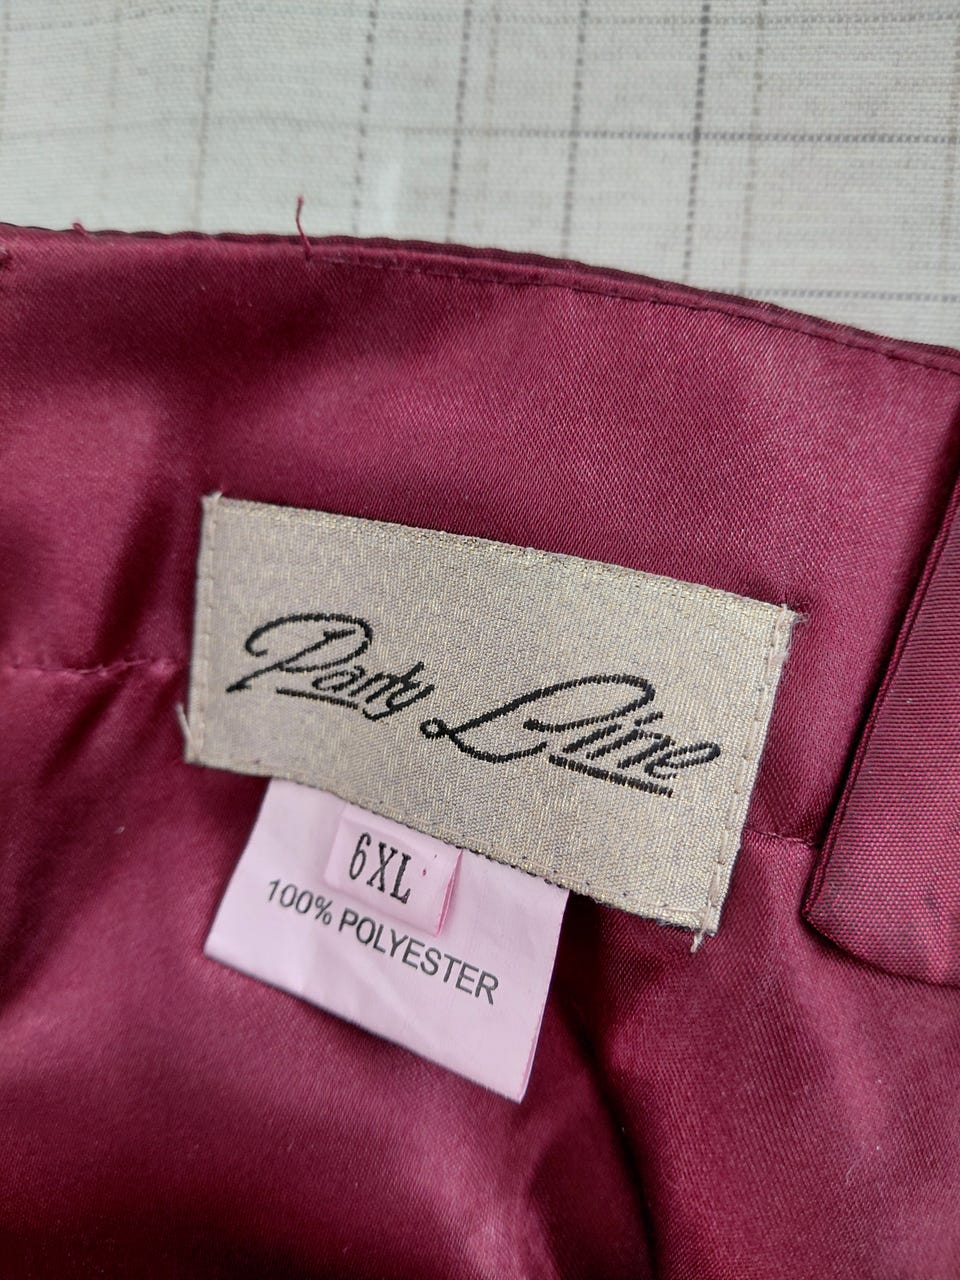 Party Line
6XL
100% POLYESTER